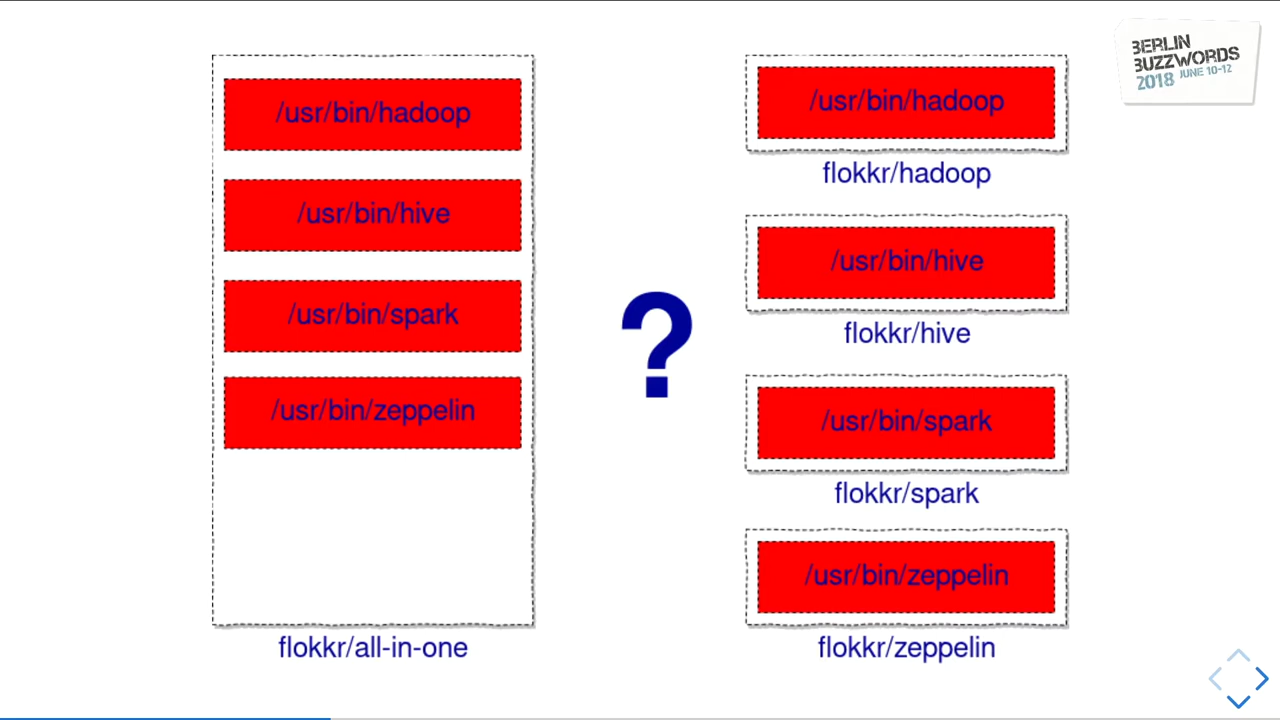 /usr/bin/hadoop
/usr/bin/hive
/usr/bin/spark
/usr/bin/zeppelin
flokkr/all-in-one
?
/usr/bin/hadoop
flokkr/hadoop
/usr/bin/hive
flokkr/hive
/usr/bin/spark
flokkr/spark
/usr/bin/zeppelin
flokkr/zeppelin
BERLIN
BUZZWORDS
2018 JUNE 10-12